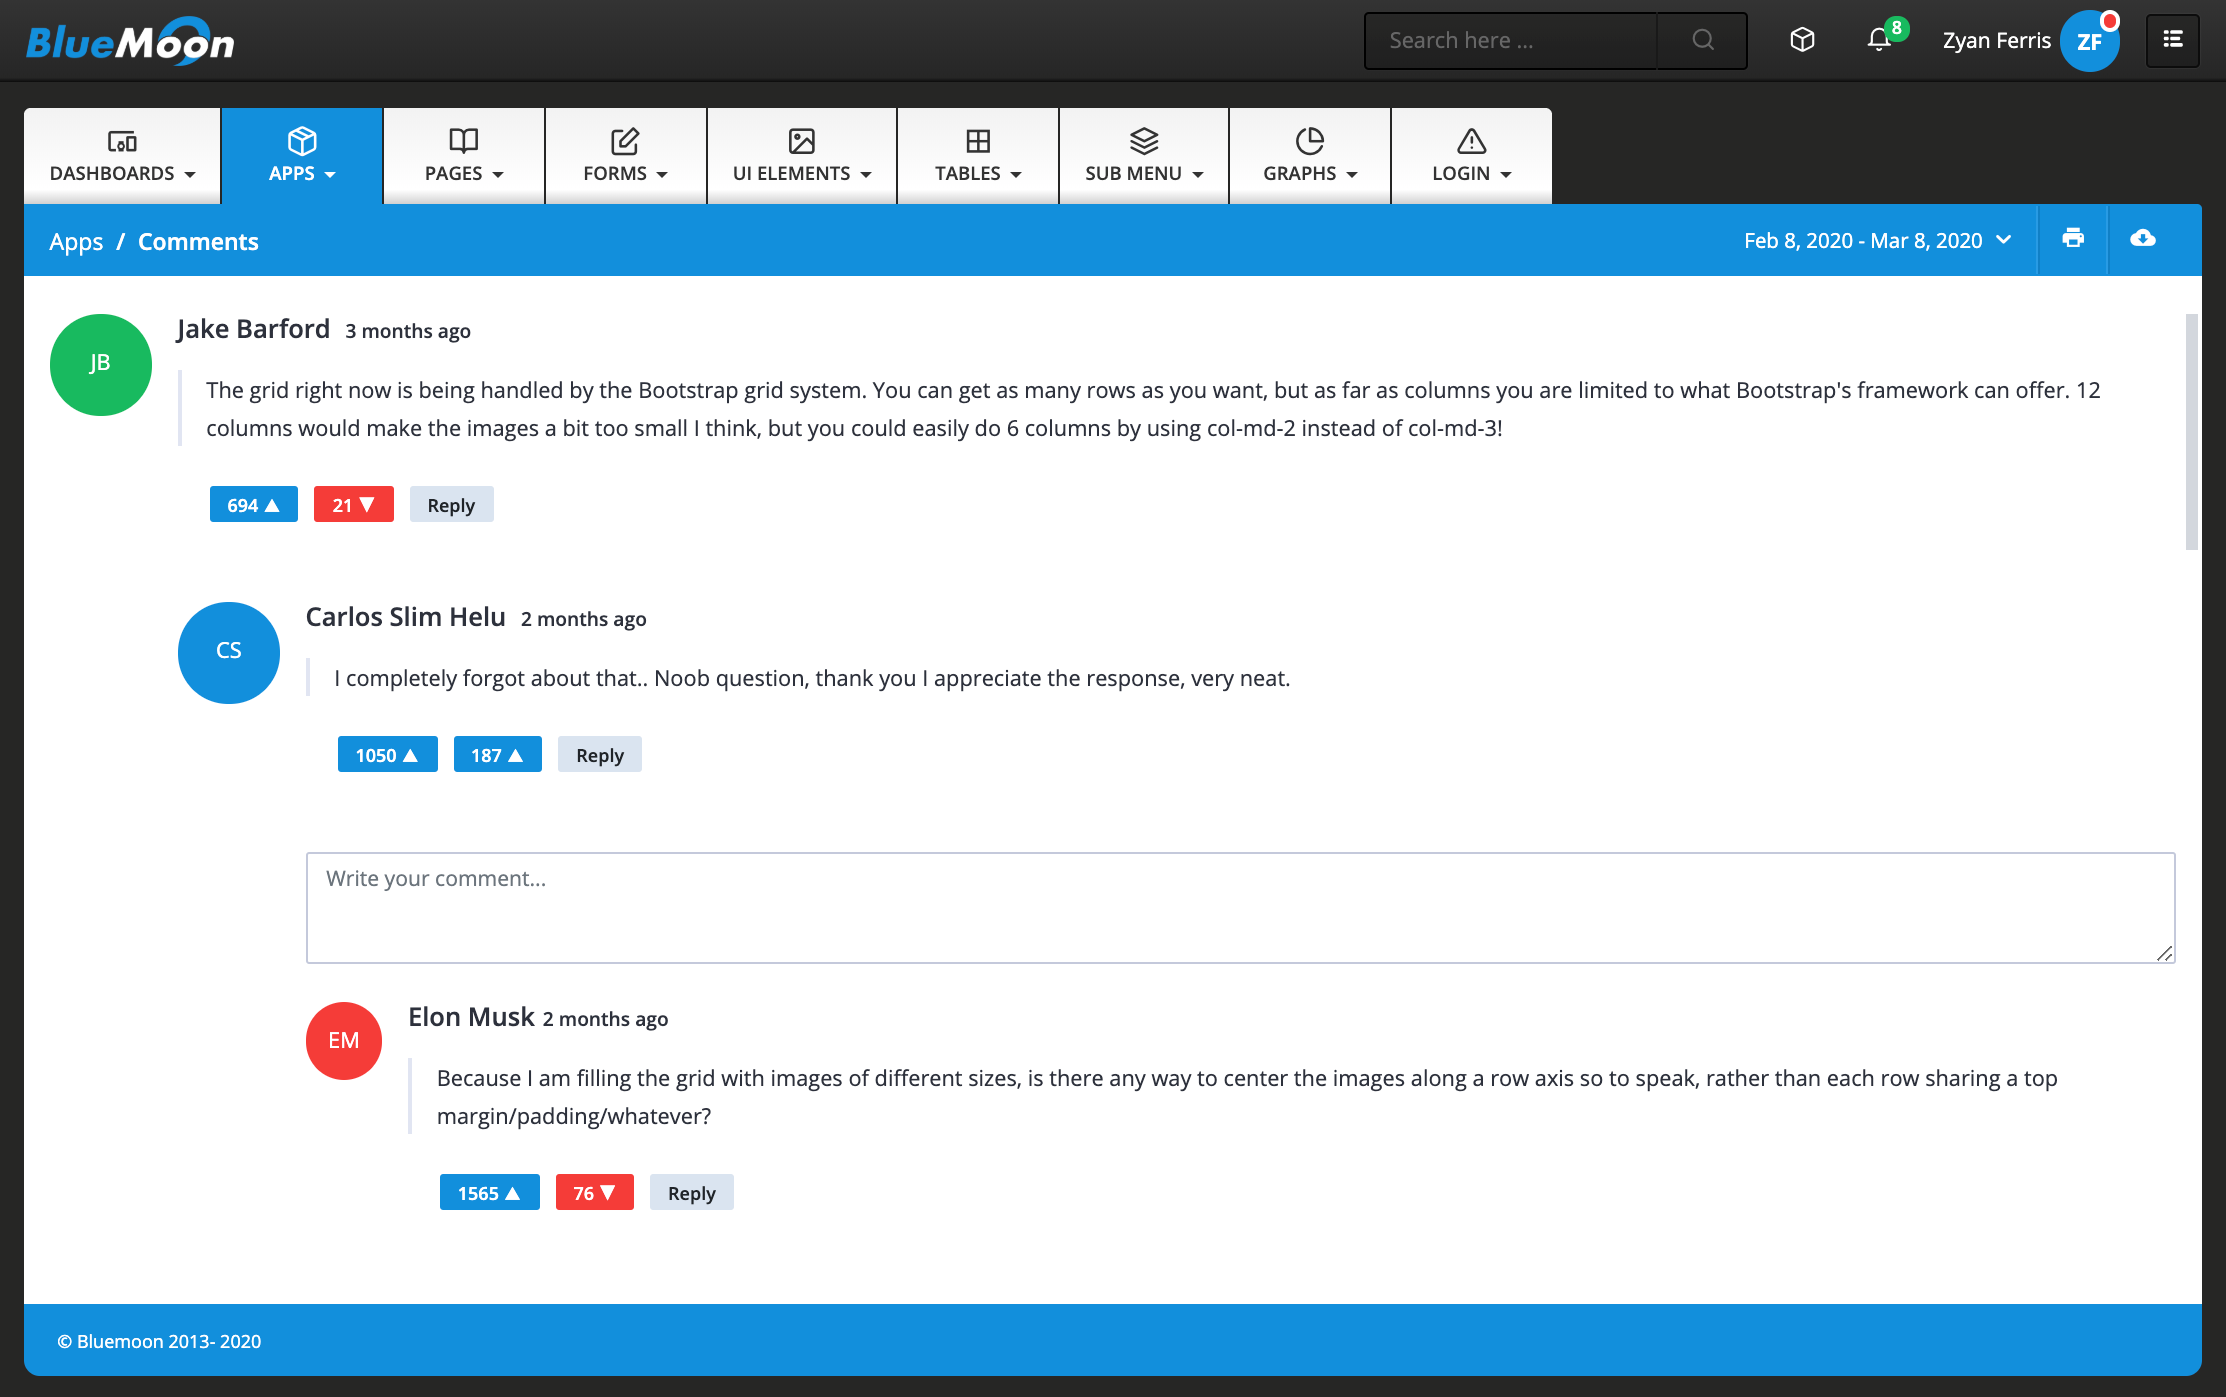 BlueMoon
Search here ...
8
Zyan Ferris
ZF
DASHBOARDS
APPS
PAGES
FORMS
UI ELEMENTS
TABLES
SUB MENU
GRAPHS
LOGIN
Apps / Comments
Feb 8, 2020 - Mar 8, 2020
JB
Jake Barford 3 months ago
The grid right now is being handled by the Bootstrap grid system. You can get as many rows as you want, but as far as columns you are limited to what Bootstrap's framework can offer. 12
columns would make the images a bit too small I think, but you could easily do 6 columns by using col-md-2 instead of col-md-3!
694 ▲ 21 ▼ Reply
CS
Carlos Slim Helu 2 months ago
I completely forgot about that.. Noob question, thank you I appreciate the response, very neat.
1050 ▲ 187 ▲ Reply
Write your comment...
EM
Elon Musk 2 months ago
Because I am filling the grid with images of different sizes, is there any way to center the images along a row axis so to speak, rather than each row sharing a top
margin/padding/whatever?
1565 ▲ 76 ▼ Reply
© Bluemoon 2013- 2020